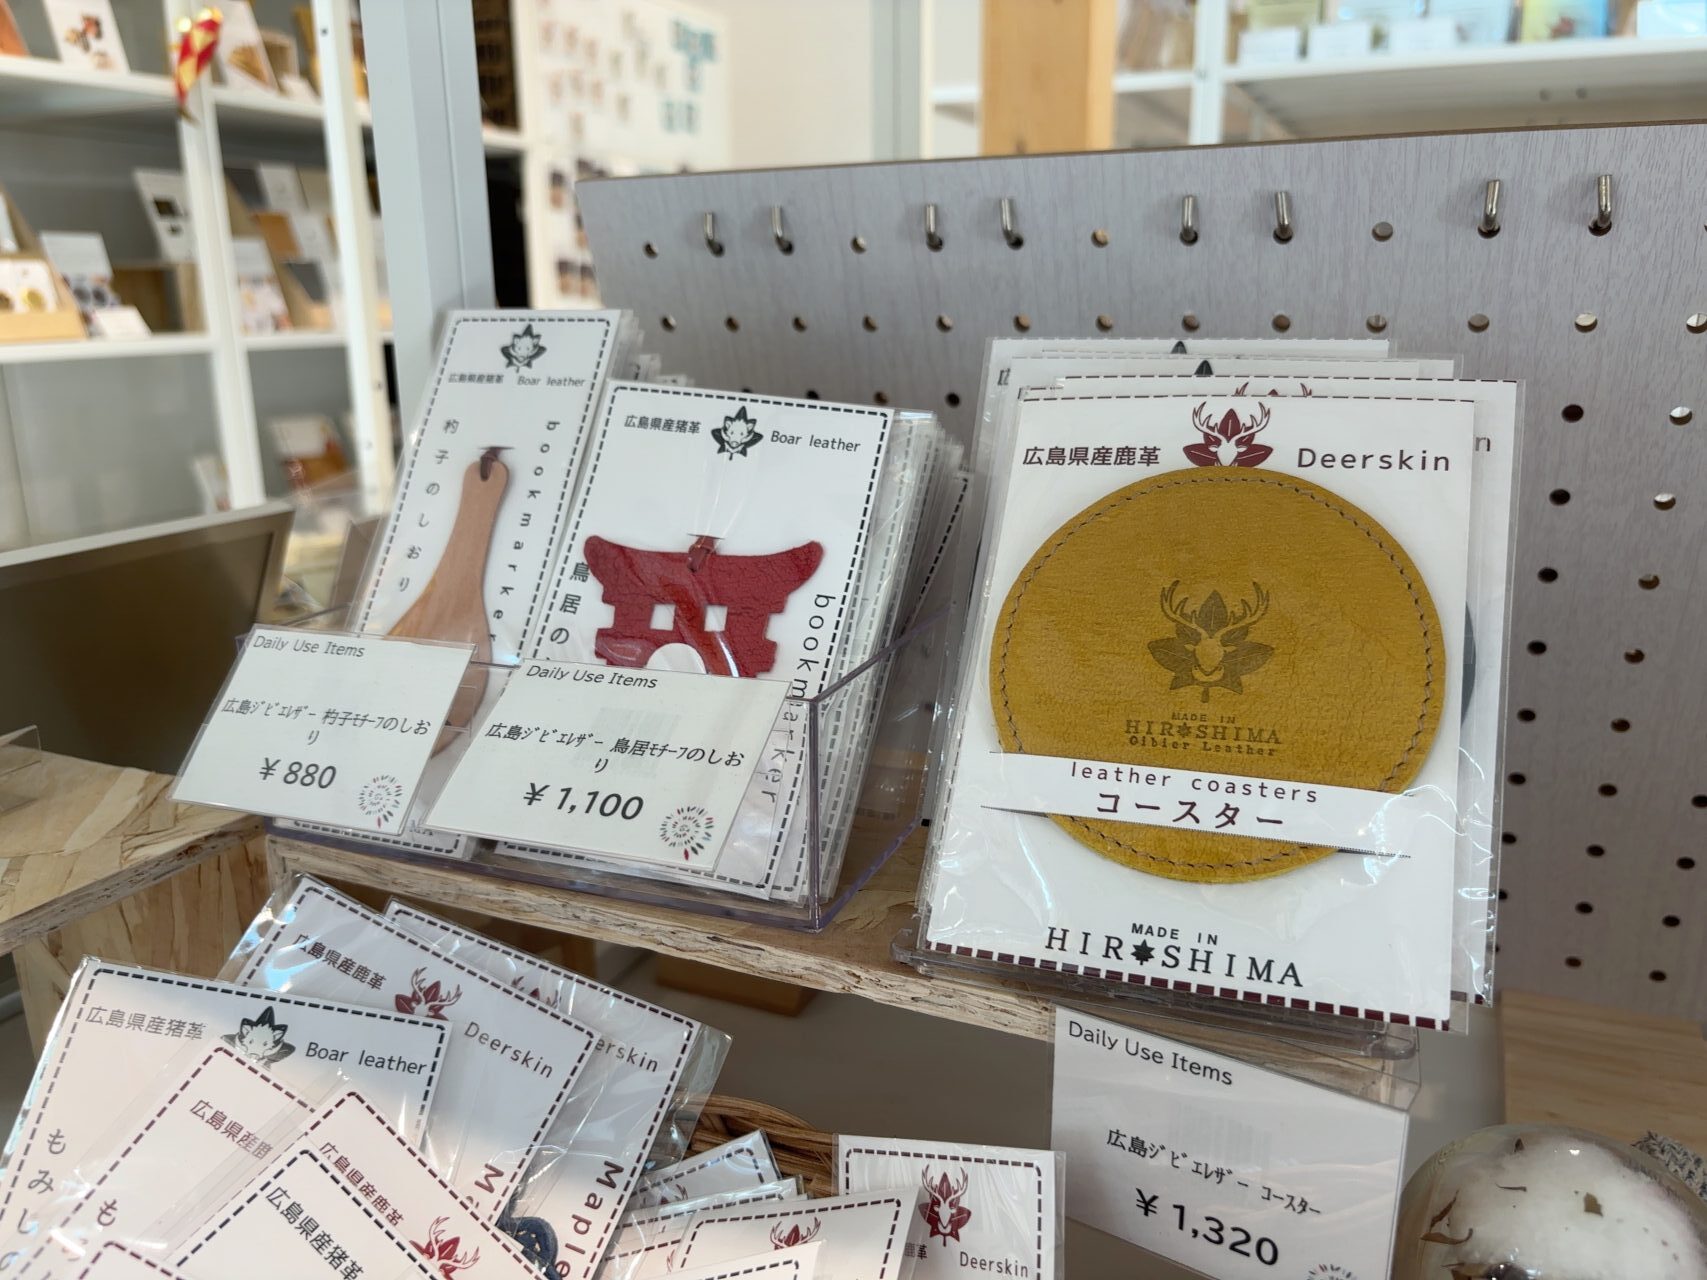 広島県産猪革 Boar leather
杓子のしおり
bookmarker
広島県産猪革 Boar leather
鳥居の
bookmarker
Daily Use Items
広島ｼﾞﾋﾞｴﾚｻﾞｰ 杓子ﾓﾁｰﾌのしお
り
￥880
Daily Use Items
広島ｼﾞﾋﾞｴﾚｻﾞｰ 鳥居ﾓﾁｰﾌのしお
り
￥1,100
広島県産鹿革 Deerskin
MADE IN
HIROSHIMA
Gibier Leather
leather coasters
コースター
MADE IN
HIROSHIMA
Daily Use Items
広島ｼﾞﾋﾞｴﾚｻﾞｰ ｺｰｽﾀｰ
￥1,320
広島県産鹿革 Deerskin
erskin
広島県産猪革 Boar leather
もみじの
広島県産鹿
も
広島県産鹿革
広島県産猪革
Maple
Deerskin